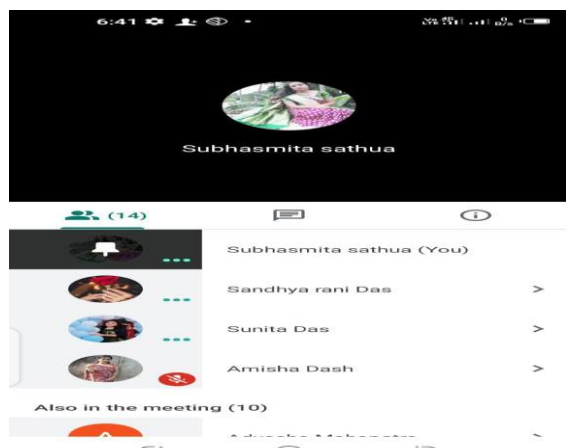 6:41
Subhasmita sathua
(14)
Subhasmita sathua (You)
Sandhya rani Das
Sunita Das
Amisha Dash
Also in the meeting (10)